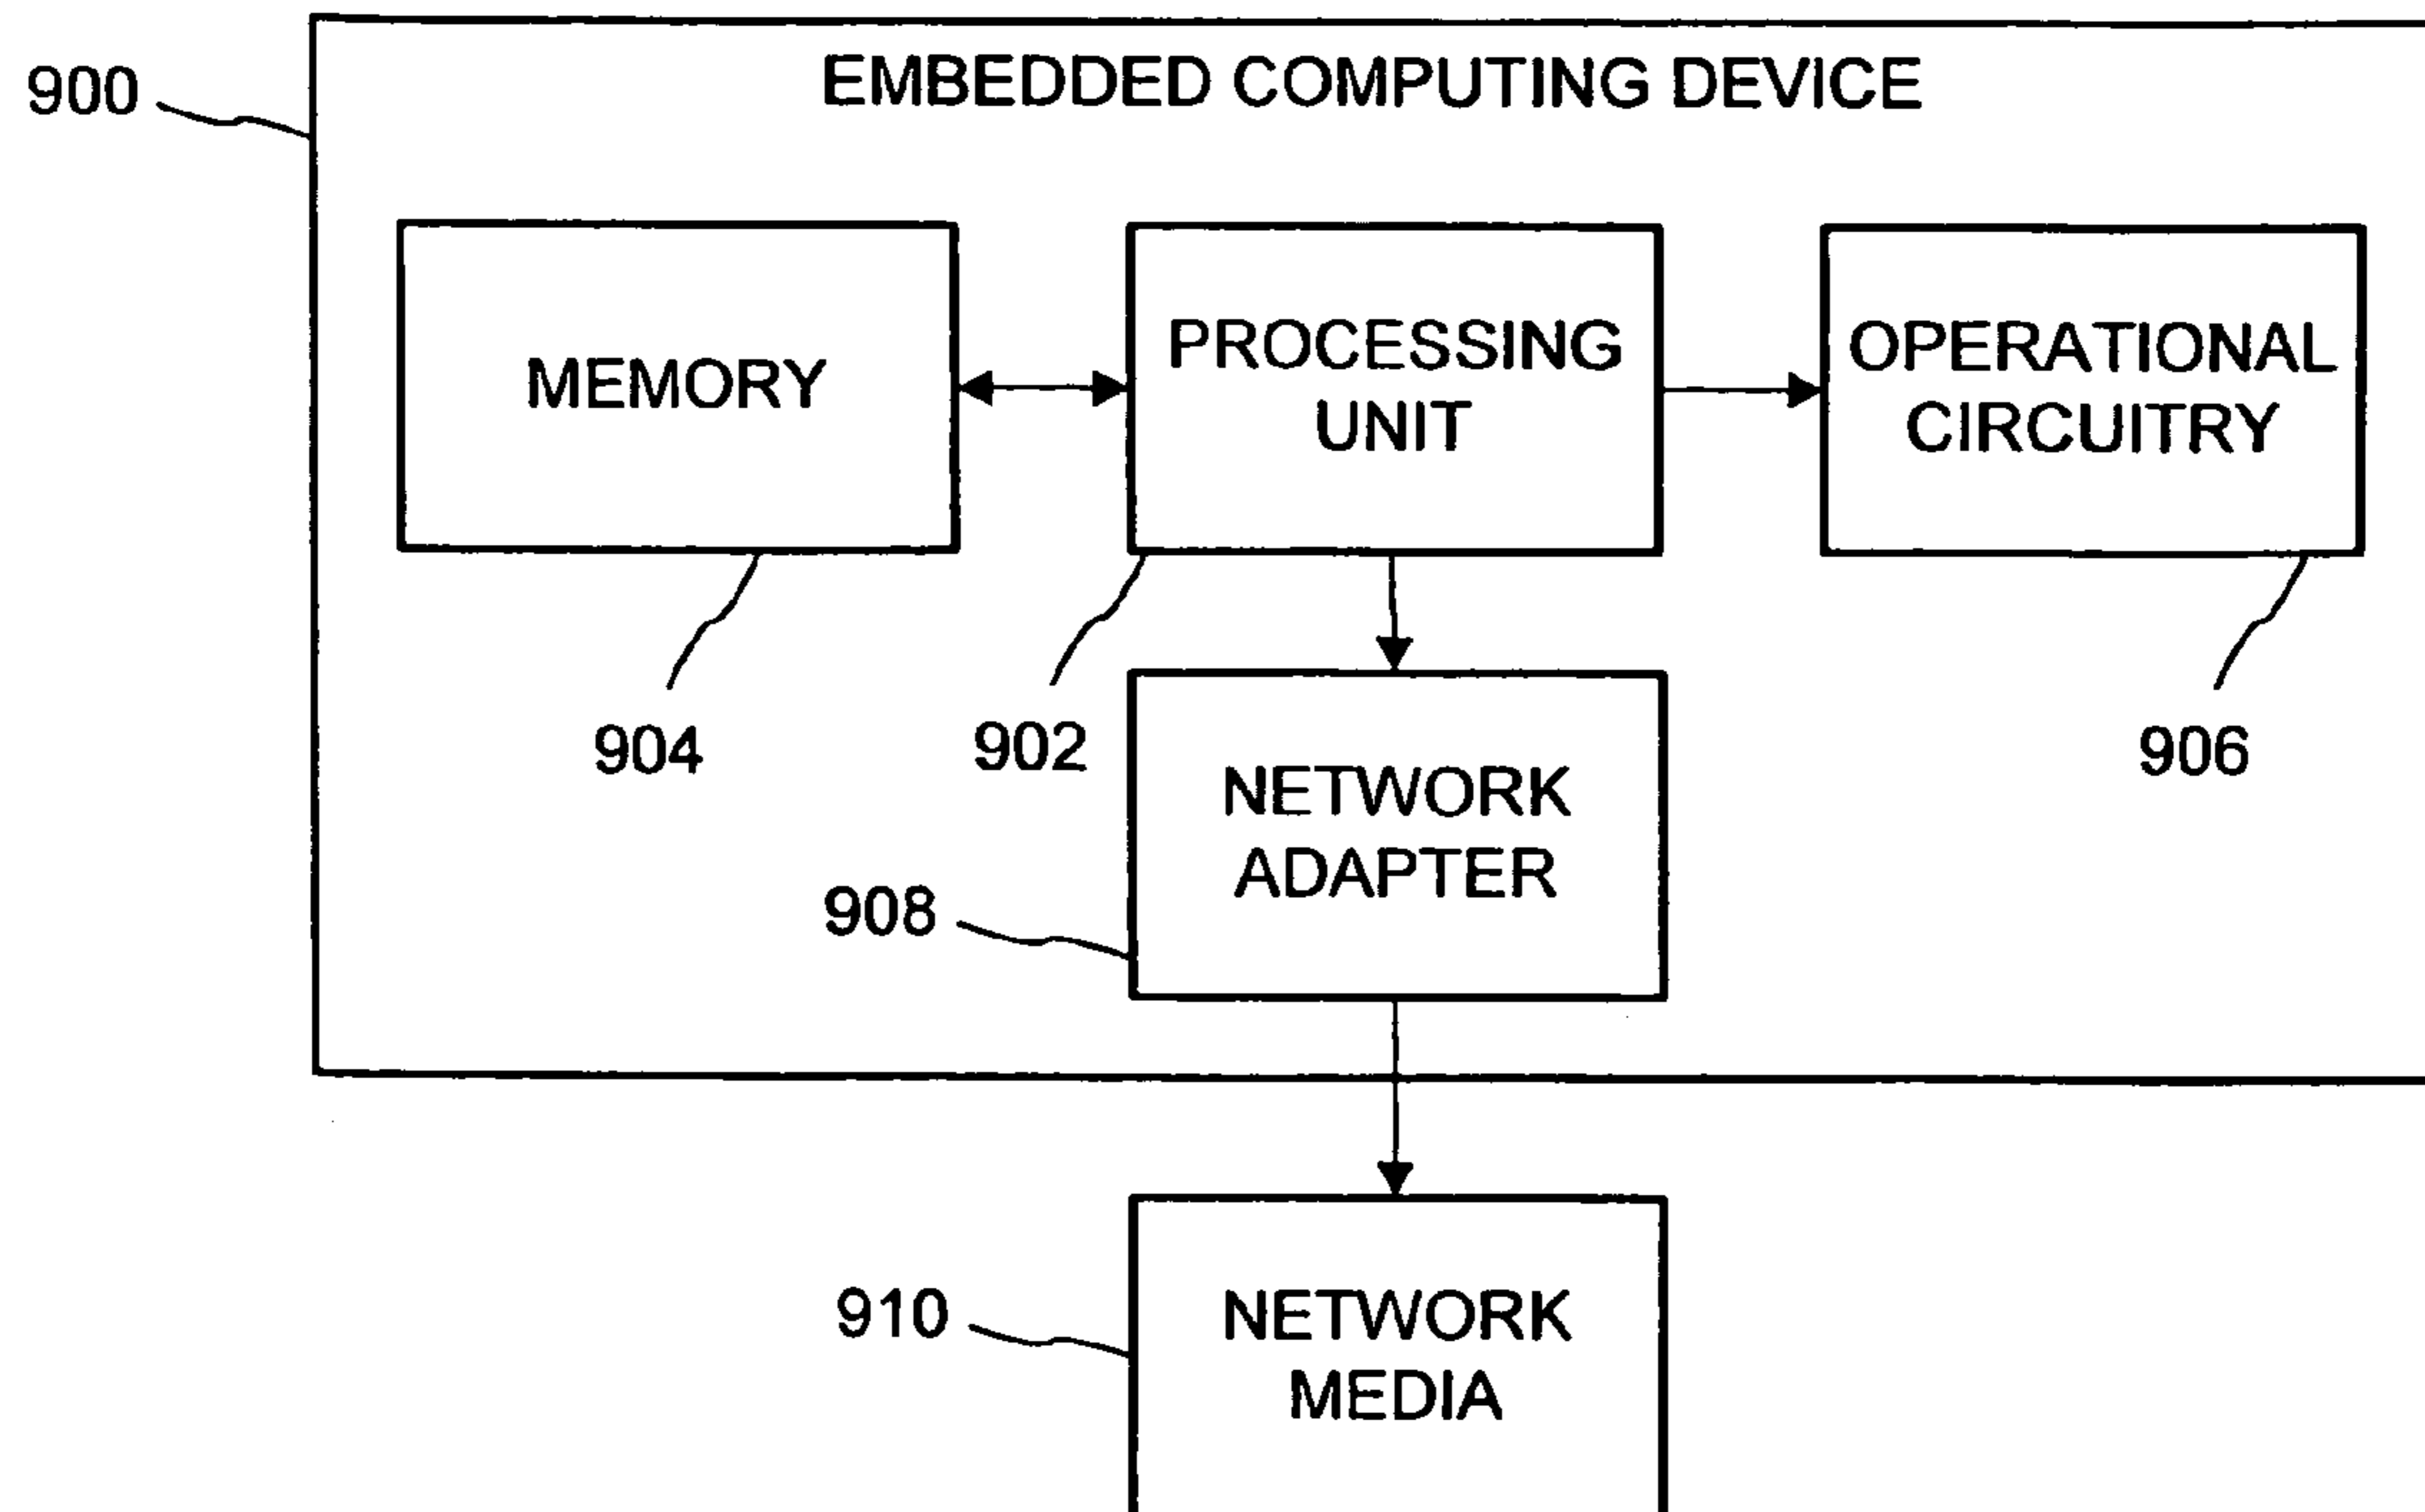 900
EMBEDDED COMPUTING DEVICE
MEMORY
PROCESSING
UNIT
OPERATIONAL
CIRCUITRY
904
902
906
NETWORK
ADAPTER
908
910
NETWORK
MEDIA